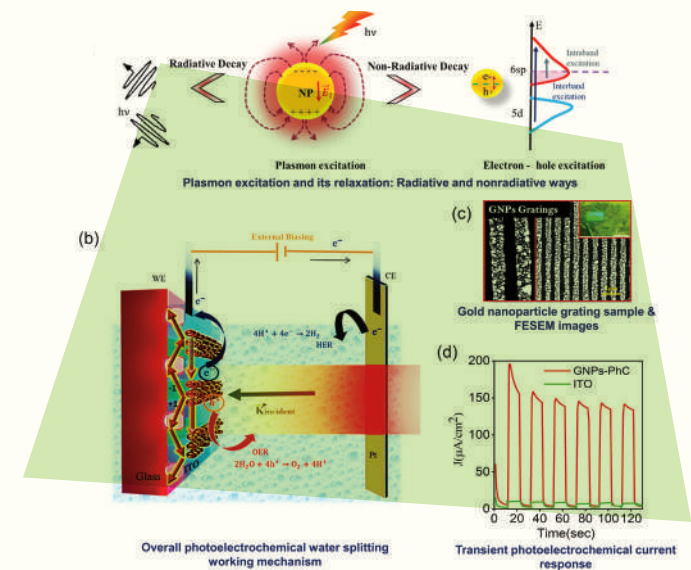 hν
E
Radiative Decay
Non-Radiative Decay
Intraband
excitation
6sp
NP
e-
h+
Interband
excitation
hν
5d
Plasmon excitation
Electron - hole excitation
Plasmon excitation and its relaxation: Radiative and nonradiative ways
(c)
GNPs Gratings
(b)
External Biasing
e⁻
WE
CE
e⁻
Gold nanoparticle grating sample &
FESEM images
4H⁺ + 4e⁻ → 2H₂
HER
e⁻
(d)
200
GNPs-PhC
ITO
150
100
50
0
J(µA/cm²)
0 20 40 60 80 100 120
Time(sec)
e⁻
-1
+1
h⁺
K incident
OER
2H₂O + 4h⁺ → O₂ + 4H⁺
Glass
ITO
Pt
Overall photoelectrochemical water splitting
working mechanism
Transient photoelectrochemical current
response